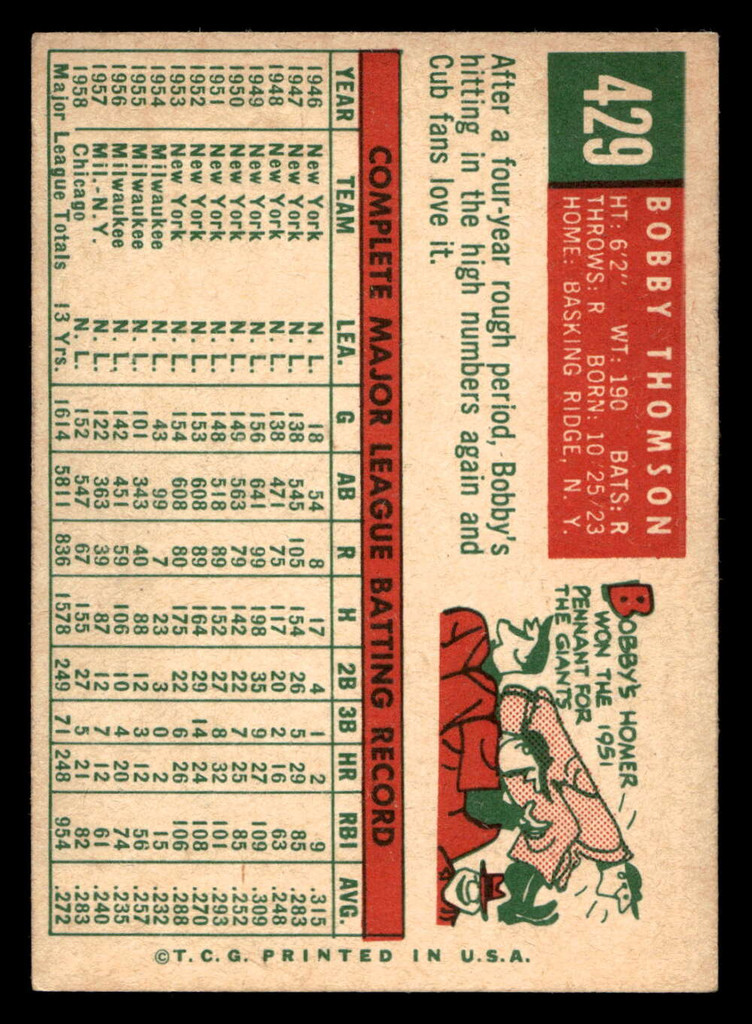 429
BOBBY THOMSON
HT: 6'2" WT: 190 BATS: R
THROWS: R BORN: 10/25/23
HOME: BASKING RIDGE, N. Y.
After a four-year rough period, Bobby's
hitting in the high numbers again and
Cub fans love it.
BOBBY'S HOMER
WON THE 1951
PENNANT FOR
THE GIANTS
COMPLETE MAJOR LEAGUE BATTING RECORD
YEAR TEAM LEA. G AB R H 2B 3B HR RBI AVG.
1946 New York N. L. 18 54 8 17 4 1 2 9 .315
1947 New York N. L. 138 545 105 154 26 5 29 85 .283
1948 New York N. L. 138 471 75 117 20 2 16 63 .248
1949 New York N. L. 156 641 99 198 35 9 27 109 .309
1950 New York N. L. 149 563 79 142 22 7 25 85 .252
1951 New York N. L. 148 518 89 152 27 8 32 101 .293
1952 New York N. L. 153 608 89 164 29 14 24 108 .270
1953 New York N. L. 154 608 80 175 22 6 26 106 .288
1954 Milwaukee N. L. 43 99 7 23 3 0 2 15 .232
1955 Milwaukee N. L. 101 343 40 88 12 3 12 56 .257
1956 Milwaukee N. L. 142 451 59 106 10 4 20 74 .235
1957 Mil.-N.Y. N. L. 122 363 39 87 12 7 12 61 .240
1958 Chicago N. L. 152 547 67 155 27 5 21 82 .283
Major League Totals 13 Yrs. 1614 5811 836 1578 249 71 248 954 .272
©T.C.G. PRINTED IN U.S.A.